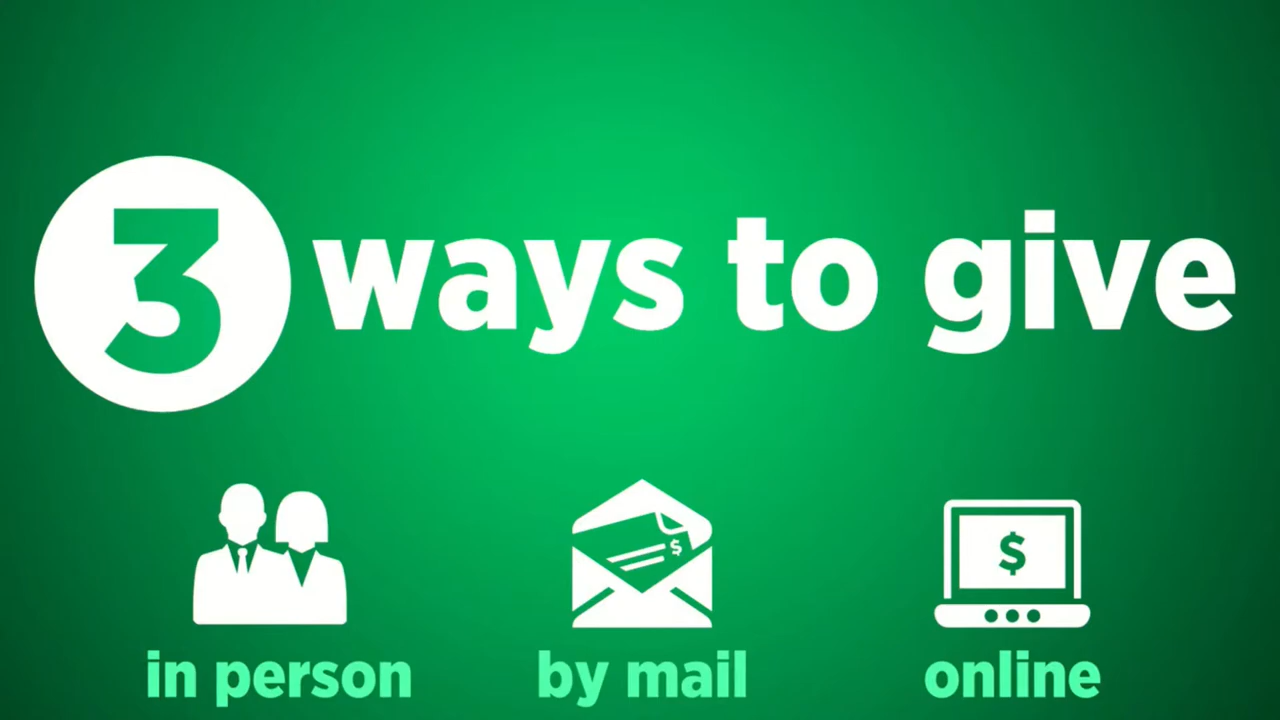 3 ways to give
$
$
in person
by mail
online